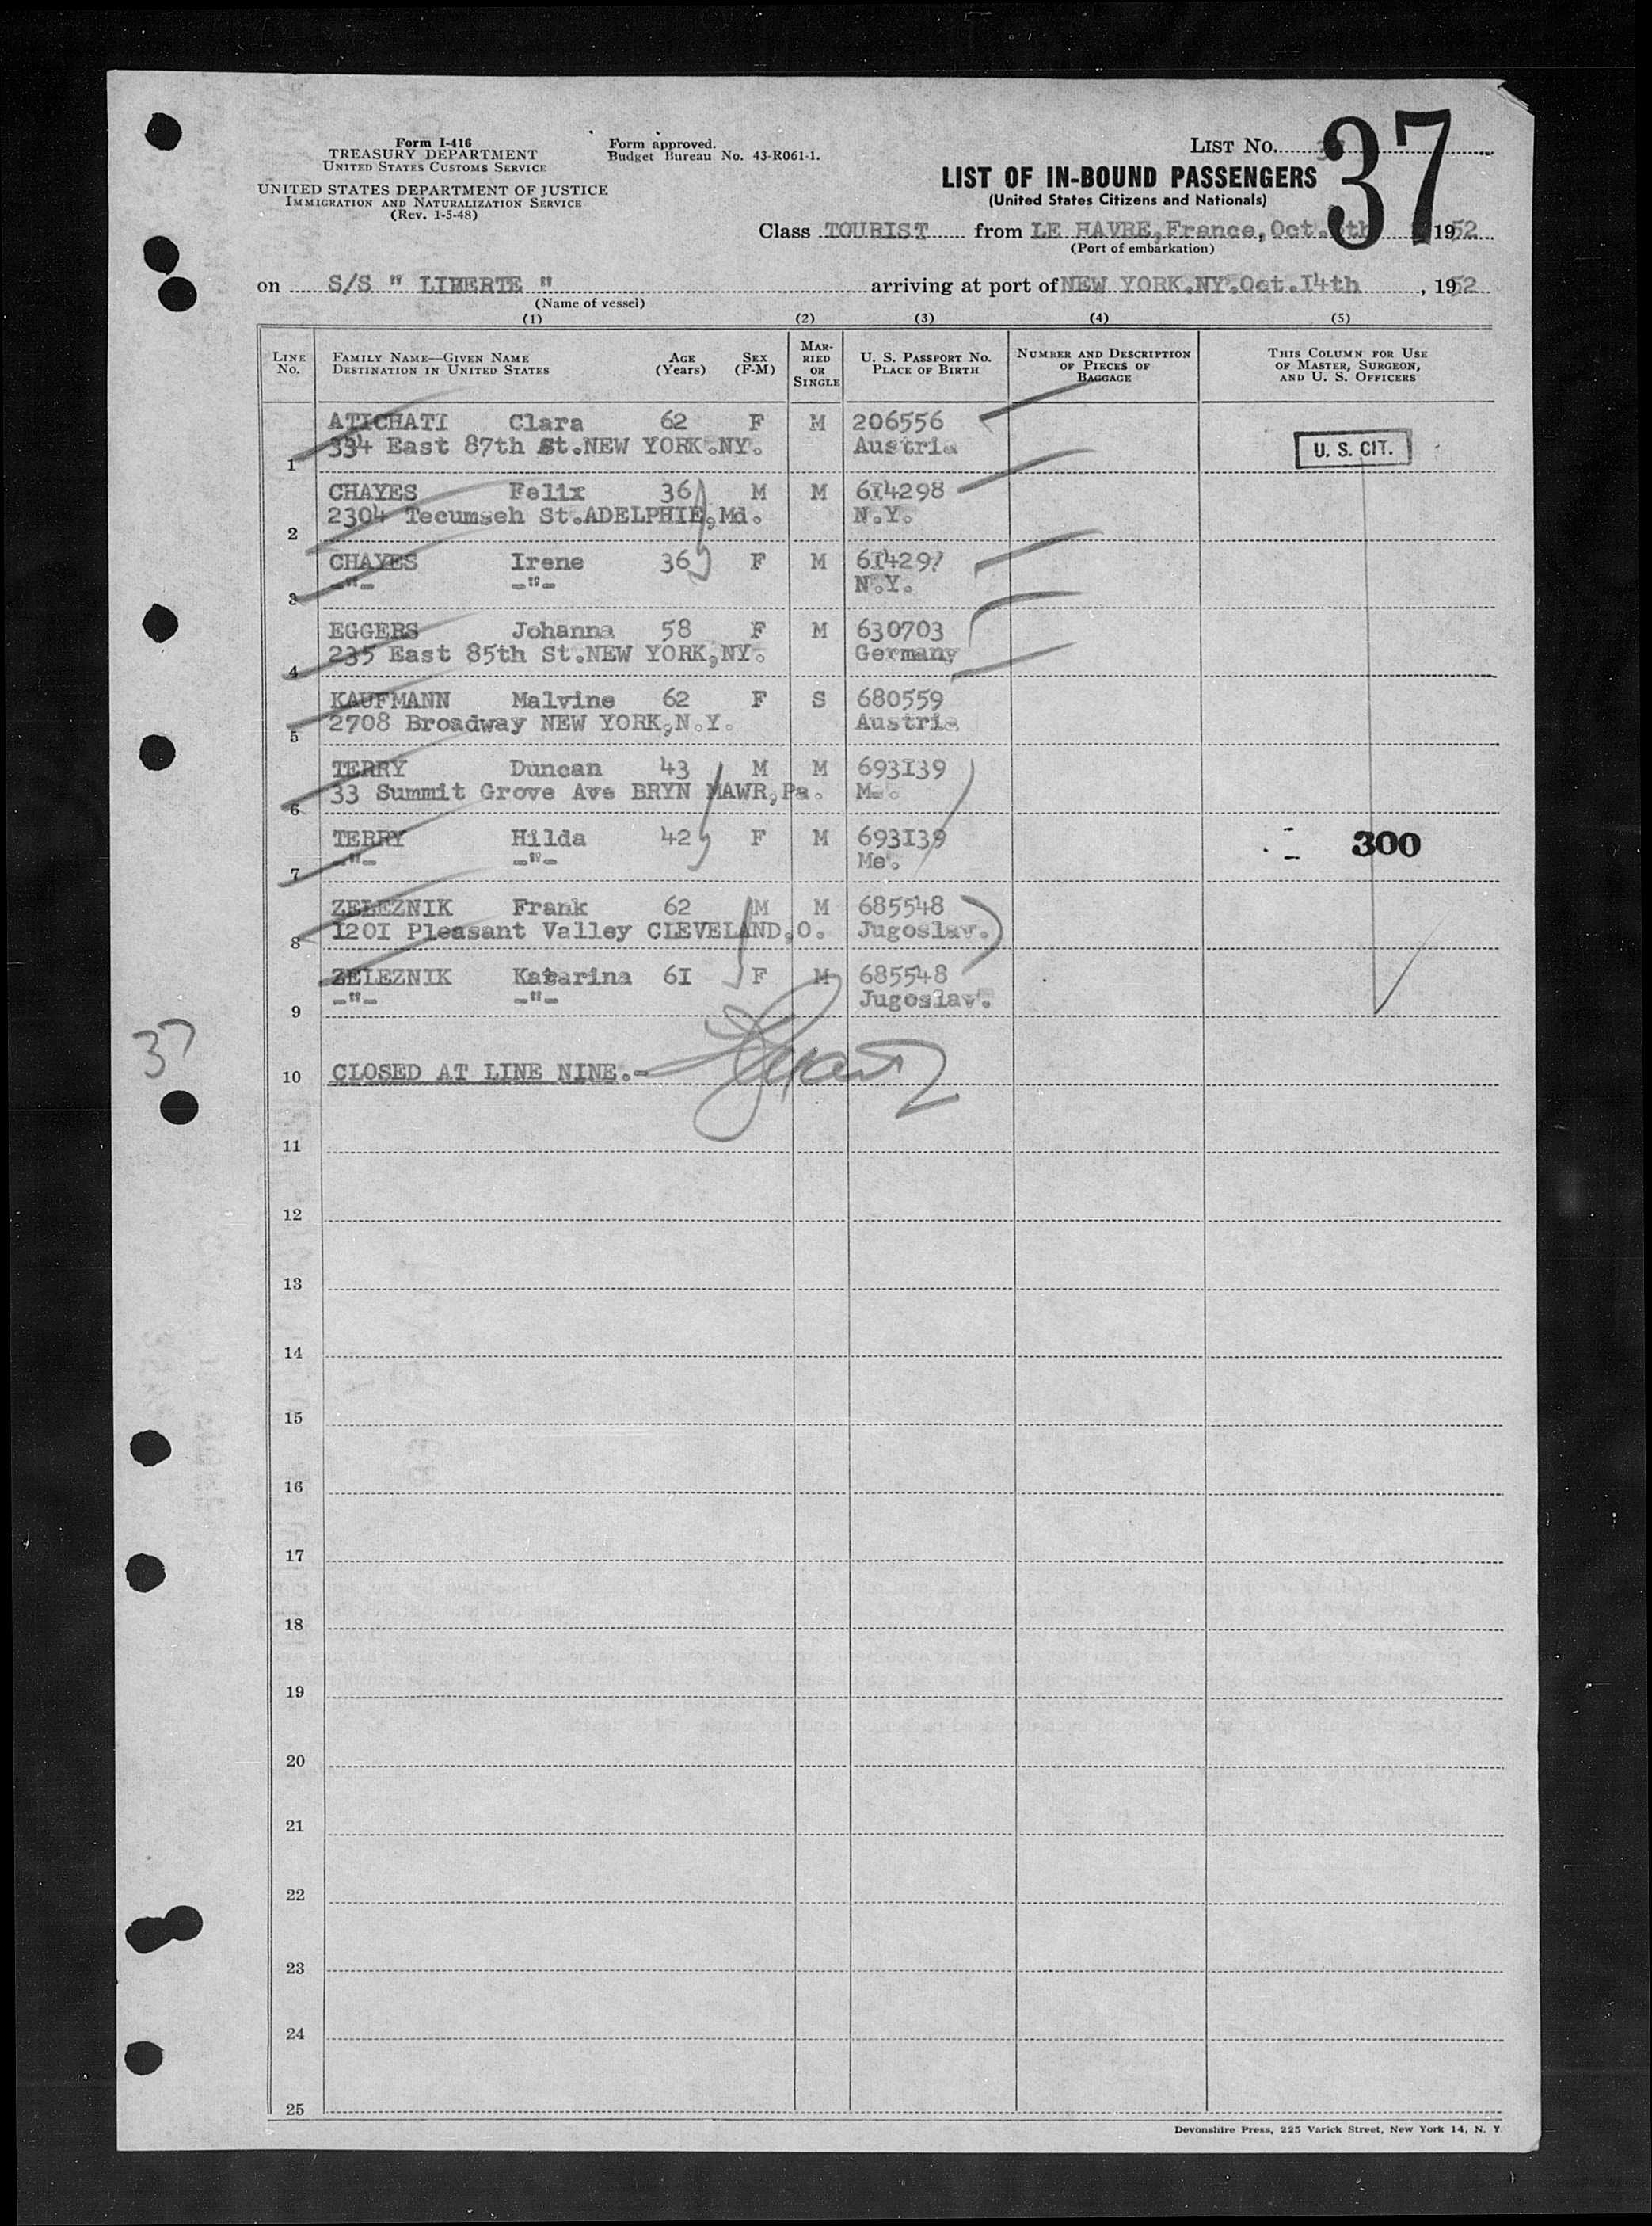 Form I-416
TREASURY DEPARTMENT
UNITED STATES CUSTOMS SERVICE
UNITED STATES DEPARTMENT OF JUSTICE
IMMIGRATION AND NATURALIZATION SERVICE
(Rev. 1-5-48)
Form approved.
Budget Bureau No. 43-R061-1.
LIST NO.
37
LIST OF IN-BOUND PASSENGERS
(United States Citizens and Nationals)
Class TOURIST from LE HAVRE,France,Oct. 1952
(Port of embarkation)
on S/S " LIBERTE " arriving at port of NEW YORK.NY.Oct.I4th , 1952
(Name of vessel)
(1) (2) (3) (4) (5)
LINE No. FAMILY NAME—GIVEN NAME DESTINATION IN UNITED STATES AGE (Years) SEX (F-M) MARRIED OR SINGLE U. S. PASSPORT No. PLACE OF BIRTH NUMBER AND DESCRIPTION OF PIECES OF BAGGAGE THIS COLUMN FOR USE OF MASTER, SURGEON, AND U. S. OFFICERS
ATICHATI Clara 62 F M 206556
1 334 East 87th St.NEW YORK.NY. Austria U. S. CIT.
CHAYES Felix 36 M M 6I4298
2 2304 Tecumseh St.ADELPHIE,Md. N.Y.
CHAYES Irene 36 F M 6I4297
3 -"- -"- N.Y.
EGGERS Johanna 58 F M 630703
4 235 East 85th St.NEW YORK,NY. Germany
KAUFMANN Malvine 62 F S 680559
5 2708 Broadway NEW YORK,N.Y. Austria
TERRY Duncan 43 M M 693I39
6 33 Summit Grove Ave BRYN MAWR,Pa. Me.
TERRY Hilda 42 F M 693I39 300
7 -"- -"- Me.
ZELEZNIK Frank 62 M M 685548
8 I20I Pleasant Valley CLEVELAND,O. Jugoslav.
ZELEZNIK Katarina 6I F M 685548
9 -"- -"- Jugoslav.
37
10 CLOSED AT LINE NINE.-
11
12
13
14
15
16
17
18
19
20
21
22
23
24
25
Devonshire Press, 225 Varick Street, New York 14, N. Y